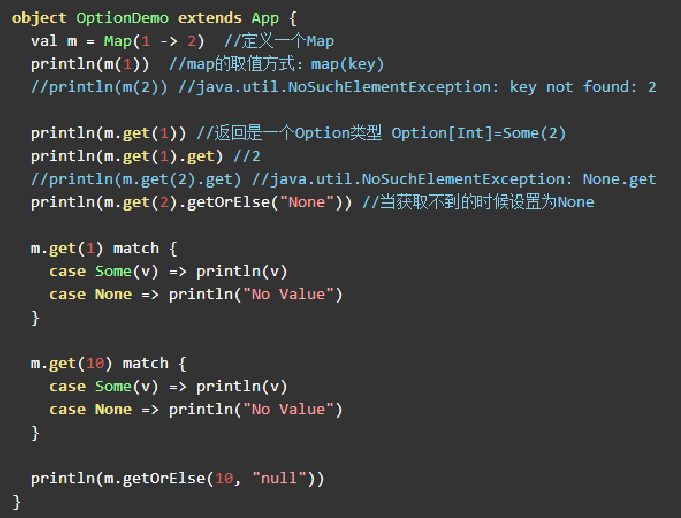 object OptionDemo extends App {
  val m = Map(1 -> 2)  //定义一个Map
  println(m(1))  //map的取值方式：map(key)
  //println(m(2)) //java.util.NoSuchElementException: key not found: 2

  println(m.get(1)) //返回是一个Option类型 Option[Int]=Some(2)
  println(m.get(1).get) //2
  //println(m.get(2).get) //java.util.NoSuchElementException: None.get
  println(m.get(2).getOrElse("None")) //当获取不到的时候设置为None

  m.get(1) match {
    case Some(v) => println(v)
    case None => println("No Value")
  }

  m.get(10) match {
    case Some(v) => println(v)
    case None => println("No Value")
  }

  println(m.getOrElse(10, "null"))
}